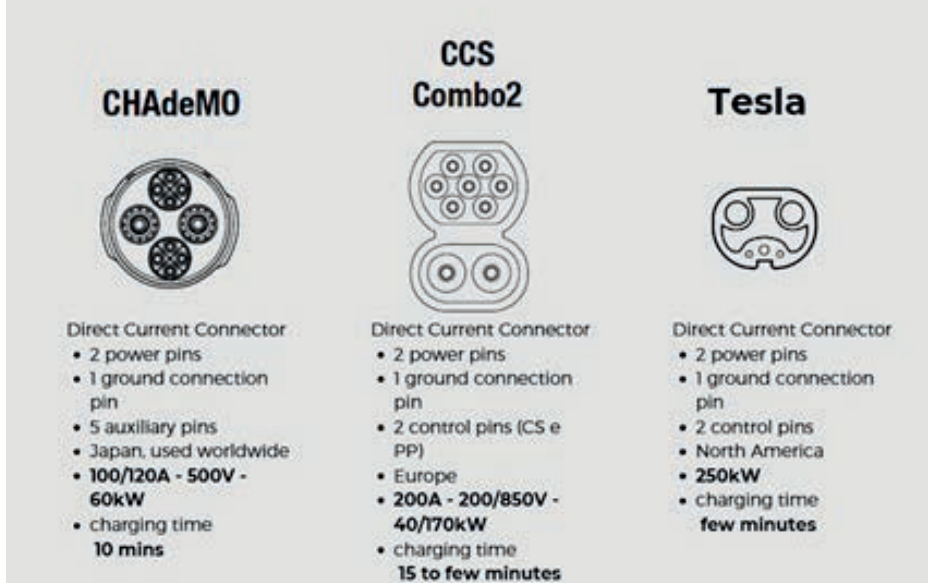 CHAdeMO
Direct Current Connector
• 2 power pins
• 1 ground connection
pin
• 5 auxiliary pins
• Japan, used worldwide
• 100/120A - 500V -
60kW
• charging time
10 mins
CCS
Combo2
Direct Current Connector
• 2 power pins
• 1 ground connection
pin
• 2 control pins (CS e
PP)
• Europe
• 200A - 200/850V -
40/170kW
• charging time
15 to few minutes
Tesla
Direct Current Connector
• 2 power pins
• 1 ground connection
pin
• 2 control pins
• North America
• 250kW
• charging time
few minutes